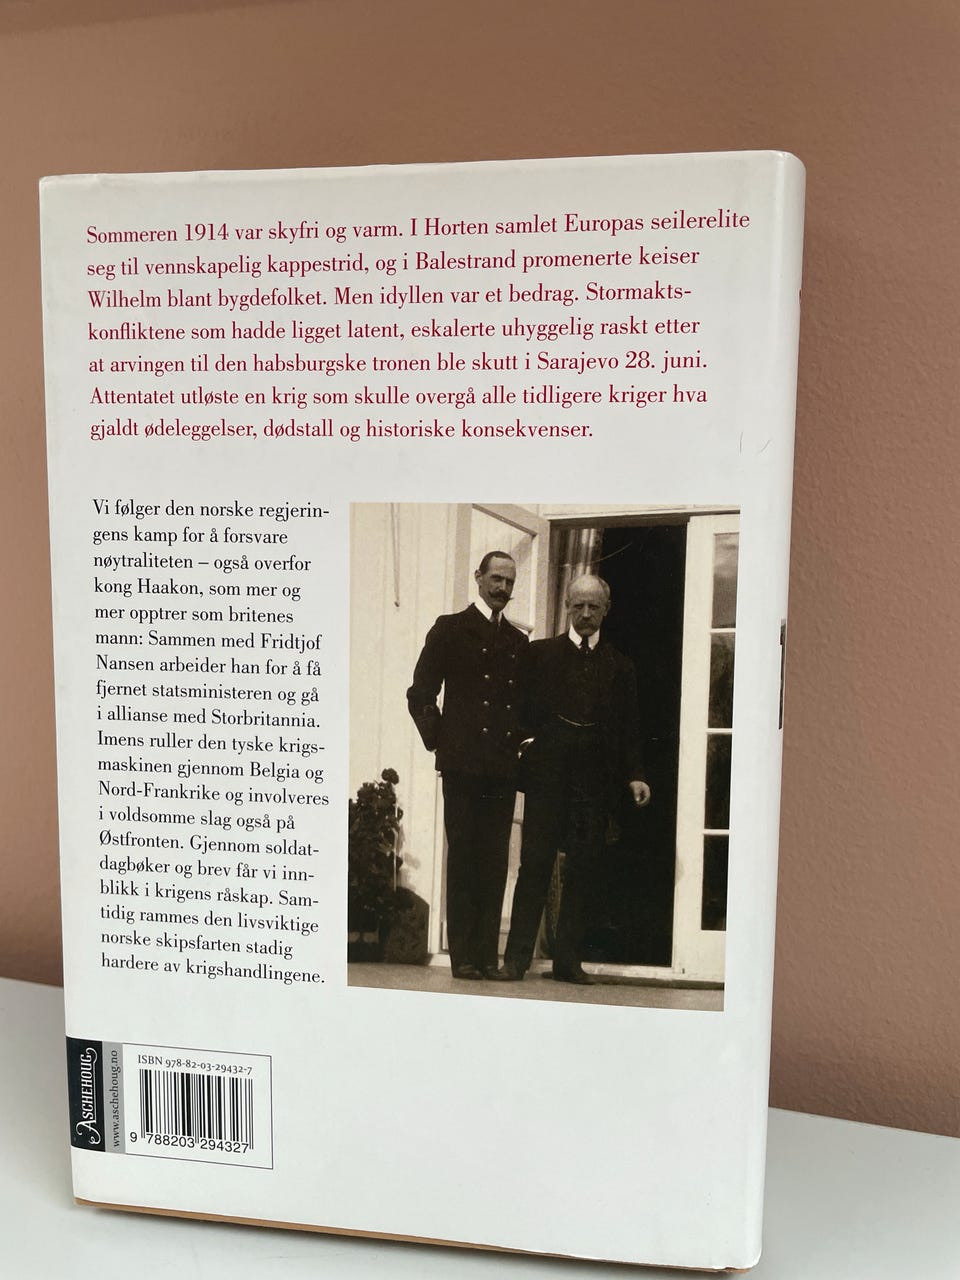 Sommeren 1914 var skyfri og varm. I Horten samlet Europas seilerelite
seg til vennskapelig kappestrid, og i Balestrand promenerte keiser
Wilhelm blant bygdefolket. Men idyllen var et bedrag. Stormakts-
konfliktene som hadde ligget latent, eskalerte uhyggelig raskt etter
at arvingen til den habsburgske tronen ble skutt i Sarajevo 28. juni.
Attentatet utløste en krig som skulle overgå alle tidligere kriger hva
gjaldt ødeleggelser, dødstall og historiske konsekvenser.
Vi følger den norske regjerin-
gens kamp for å forsvare
nøytraliteten – også overfor
kong Haakon, som mer og
mer opptrer som britenes
mann: Sammen med Fridtjof
Nansen arbeider han for å få
fjernet statsministeren og gå
i allianse med Storbritannia.
Imens ruller den tyske krigs-
maskinen gjennom Belgia og
Nord-Frankrike og involveres
i voldsomme slag også på
Østfronten. Gjennom soldat-
dagbøker og brev får vi inn-
blikk i krigens råskap. Sam-
tidig rammes den livsviktige
norske skipsfarten stadig
hardere av krigshandlingene.
ASCHEHOUG
www.aschehoug.no
ISBN 978-82-03-29432-7
9 788203 294327